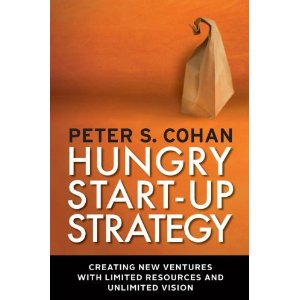 PETER S. COHAN
HUNGRY
START-UP
STRATEGY
CREATING NEW VENTURES
WITH LIMITED RESOURCES AND
UNLIMITED VISION